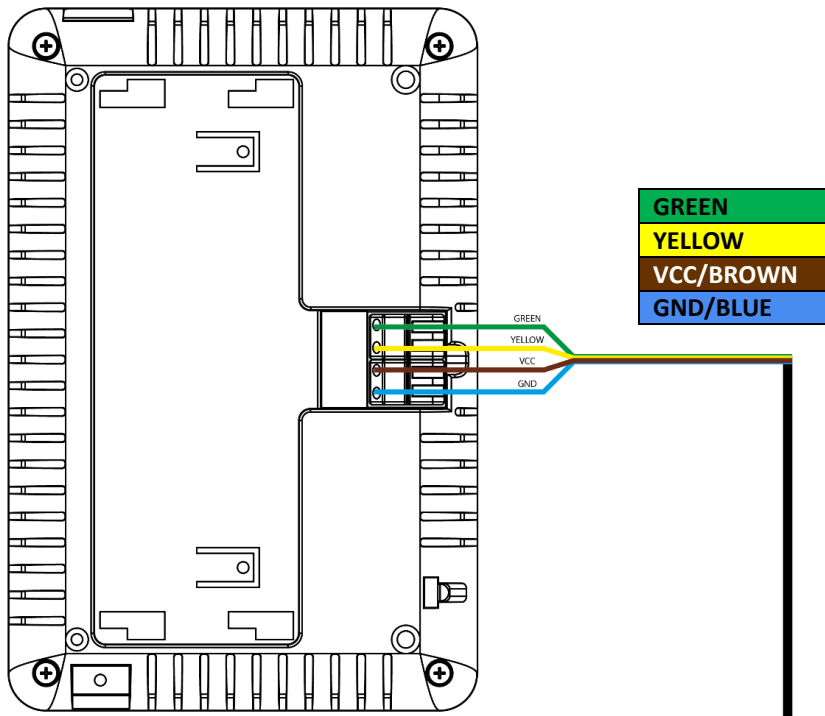 GREEN
YELLOW
VCC/BROWN
GND/BLUE
GREEN
YELLOW
VCC
GND